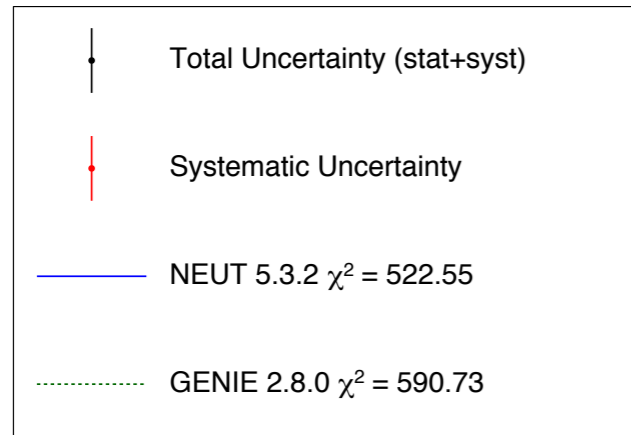 Total Uncertainty (stat+syst)
Systematic Uncertainty
NEUT 5.3.2 χ² = 522.55
GENIE 2.8.0 χ² = 590.73